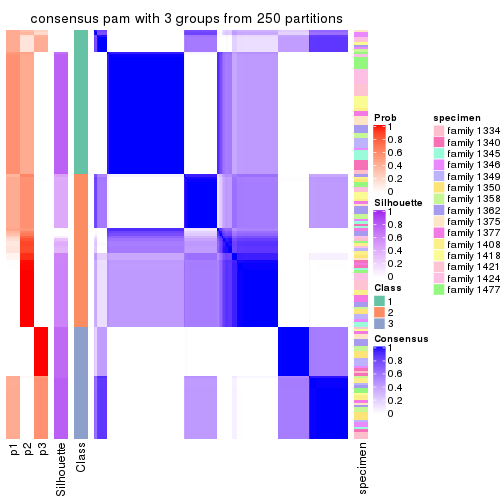 consensus pam with 3 groups from 250 partitions
Prob
1
0.8
0.6
0.4
0.2
0
Silhouette
1
0.8
0.6
0.4
0.2
0
Class
1
2
3
Consensus
1
0.8
0.6
0.4
0.2
0
specimen
family 1334
family 1340
family 1345
family 1346
family 1349
family 1350
family 1358
family 1362
family 1375
family 1377
family 1408
family 1418
family 1421
family 1424
family 1477
p1
p2
p3
Silhouette
Class
specimen